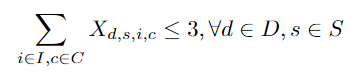 ∑_{i∈I,c∈C} X_{d,s,i,c} ≤ 3, ∀d ∈ D, s ∈ S